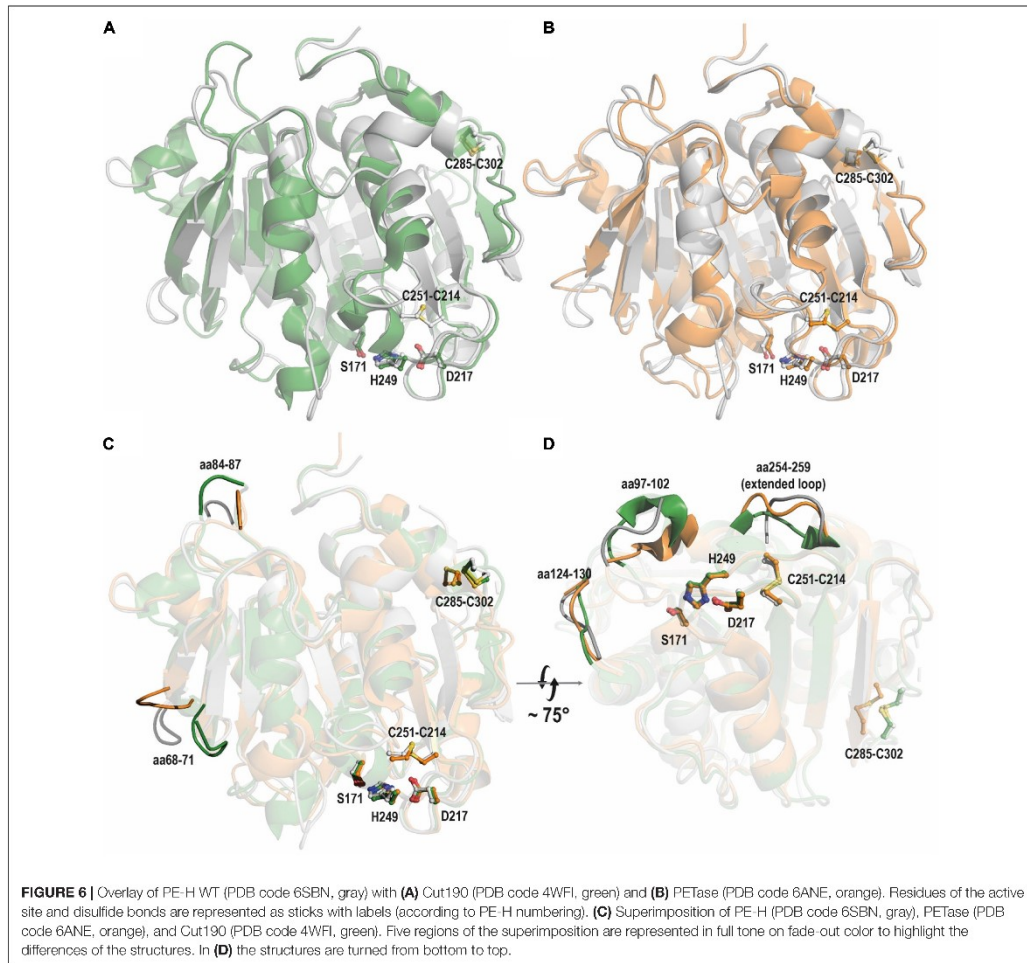 A
B
C285-C302
C285-C302
C251-C214
C251-C214
S171
H249
D217
S171
H249
D217
C
D
aa84-87
aa97-102
aa254-259
(extended loop)
H249
C285-C302
C251-C214
aa124-130
S171
D217
aa68-71
~ 75°
C251-C214
C285-C302
S171
H249
D217
FIGURE 6 | Overlay of PE-H WT (PDB code 6SBN, gray) with (A) Cut190 (PDB code 4WFI, green) and (B) PETase (PDB code 6ANE, orange). Residues of the active
site and disulfide bonds are represented as sticks with labels (according to PE-H numbering). (C) Superimposition of PE-H (PDB code 6SBN, gray), PETase (PDB
code 6ANE, orange), and Cut190 (PDB code 4WFI, green). Five regions of the superimposition are represented in full tone on fade-out color to highlight the
differences of the structures. In (D) the structures are turned from bottom to top.